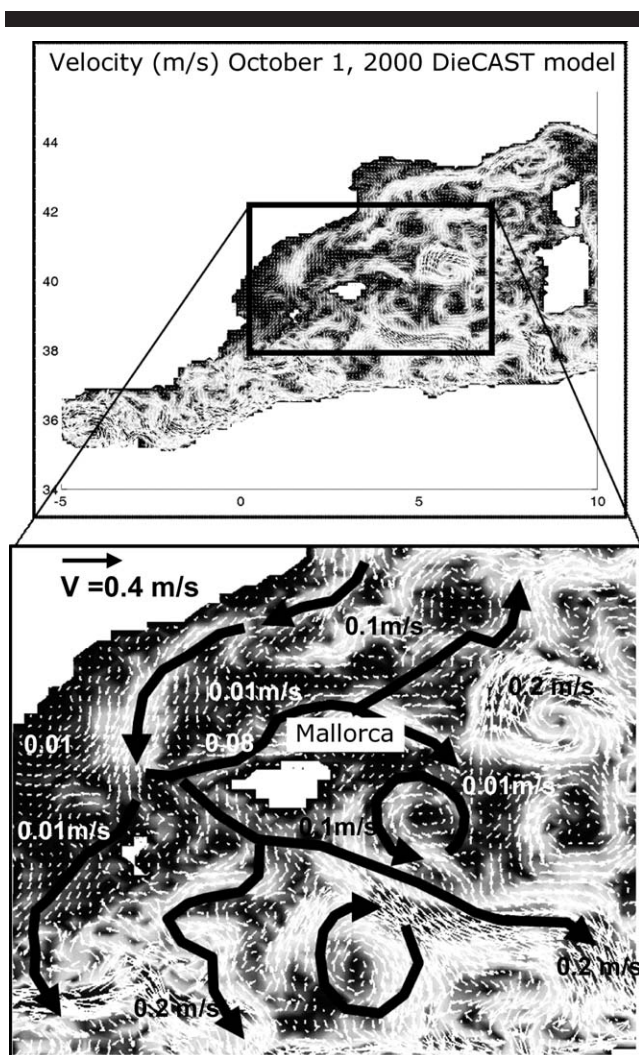 Velocity (m/s) October 1, 2000 DieCAST model
44
42
40
38
36
34
-5 0 5 10
V =0.4 m/s
0.1m/s
0.01m/s
0.2 m/s
0.01
0.08
Mallorca
0.01m/s
0.01m/s
0.1m/s
0.2 m/s
0.2 m/s